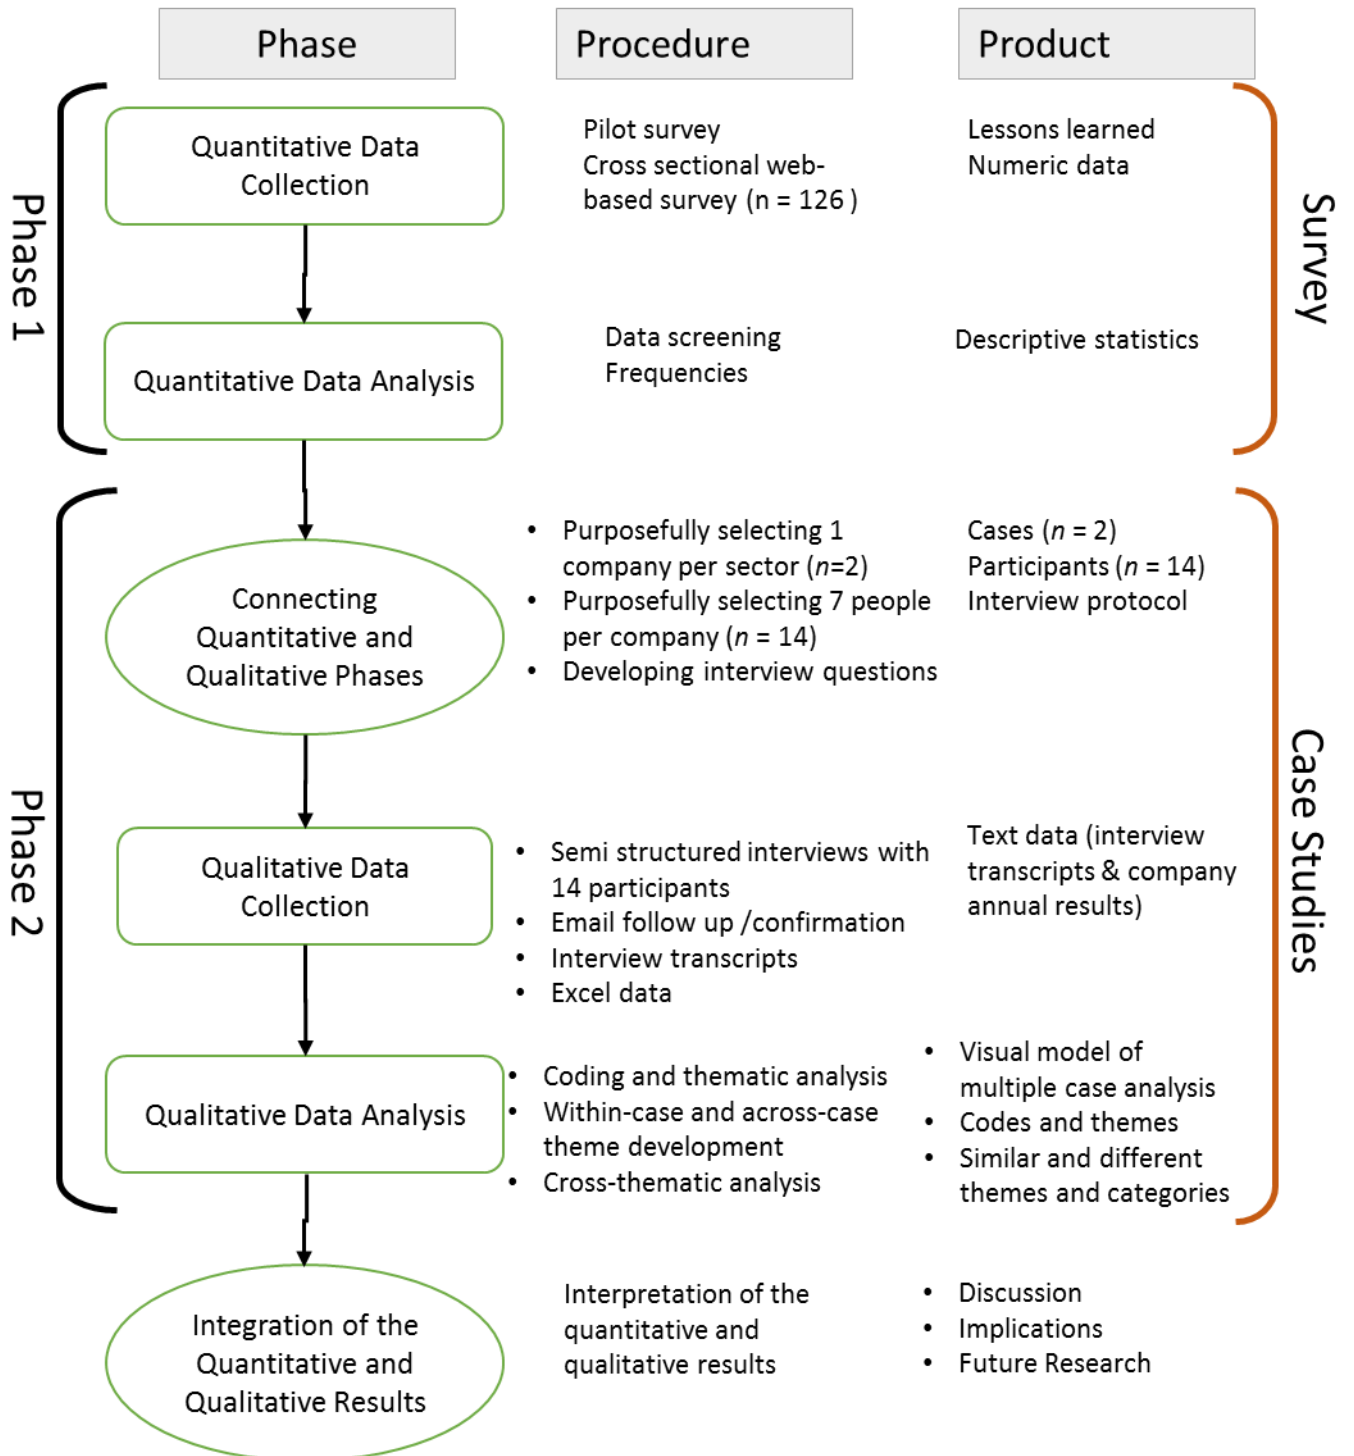 Phase
Procedure
Product
Phase 1
Quantitative Data
Collection
Pilot survey
Cross sectional web-
based survey (n = 126 )
Lessons learned
Numeric data
Survey
Quantitative Data Analysis
Data screening
Frequencies
Descriptive statistics
Phase 2
Connecting
Quantitative and
Qualitative Phases
• Purposefully selecting 1
company per sector (n=2)
• Purposefully selecting 7 people
per company (n = 14)
• Developing interview questions
Cases (n = 2)
Participants (n = 14)
Interview protocol
Case Studies
Qualitative Data
Collection
• Semi structured interviews with
14 participants
• Email follow up /confirmation
• Interview transcripts
• Excel data
Text data (interview
transcripts & company
annual results)
Qualitative Data Analysis
• Coding and thematic analysis
• Within-case and across-case
theme development
• Cross-thematic analysis
• Visual model of
multiple case analysis
• Codes and themes
• Similar and different
themes and categories
Integration of the
Quantitative and
Qualitative Results
Interpretation of the
quantitative and
qualitative results
• Discussion
• Implications
• Future Research